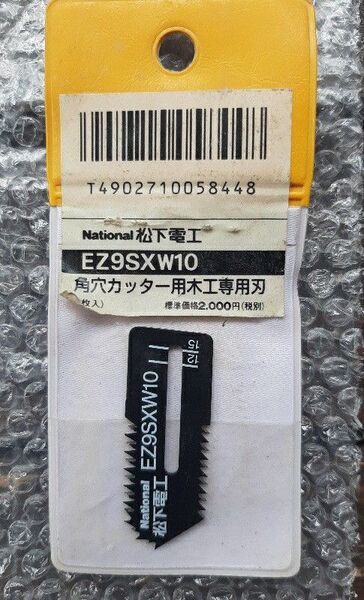 T4902710058448
National 松下電工
EZ9SXW10
角穴カッター用木工専用刃
枚入) 標準価格2,000円(税別)
12
15
National EZ9SXW10
松下電工